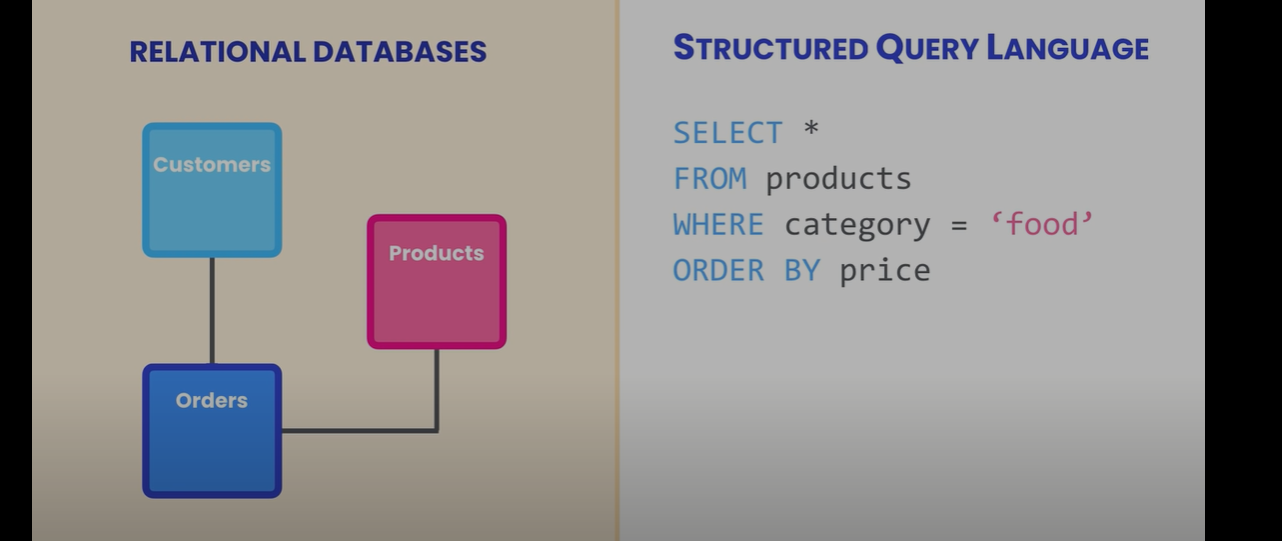 RELATIONAL DATABASES
Customers
Products
Orders
STRUCTURED QUERY LANGUAGE
SELECT *
FROM products
WHERE category = ‘food’
ORDER BY price